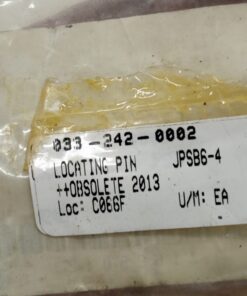 033-242-0002
LOCATING PIN JPSB6-4
++OBSOLETE 2013
Loc: C066F U/M: EA